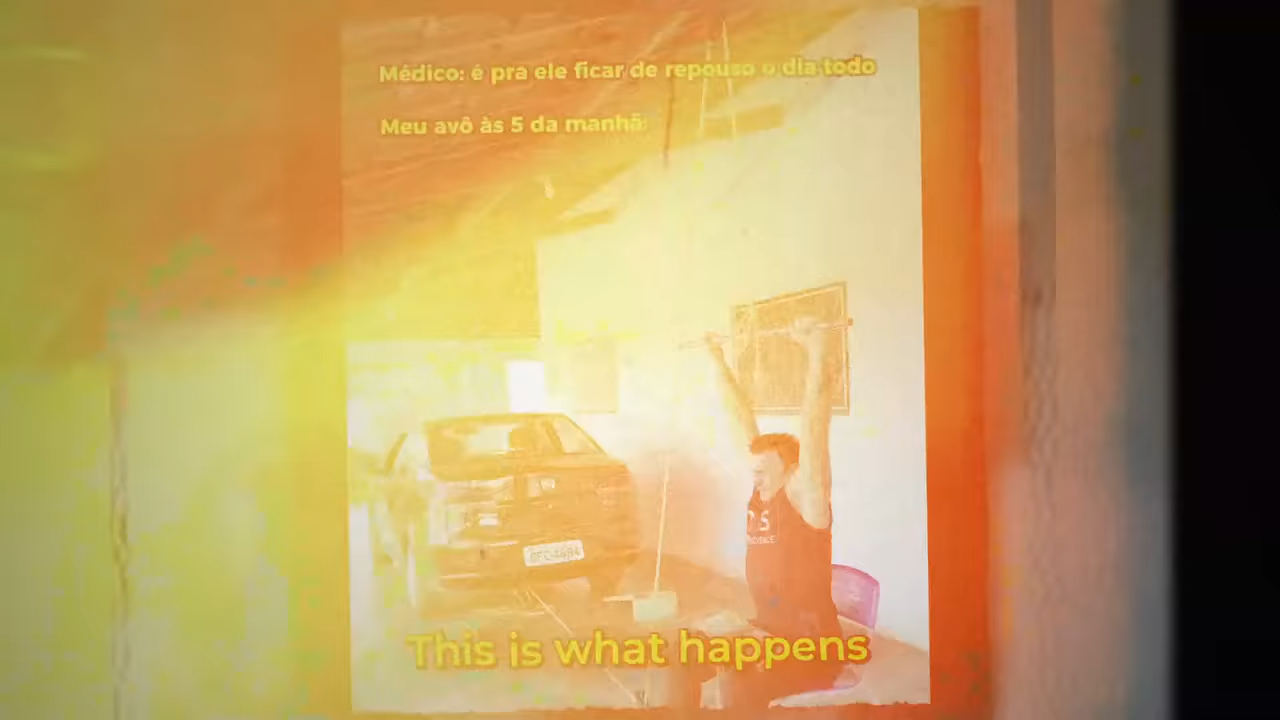 Médico: é pra ele ficar de repouso o dia todo
Meu avô às 5 da manhã:
This is what happens